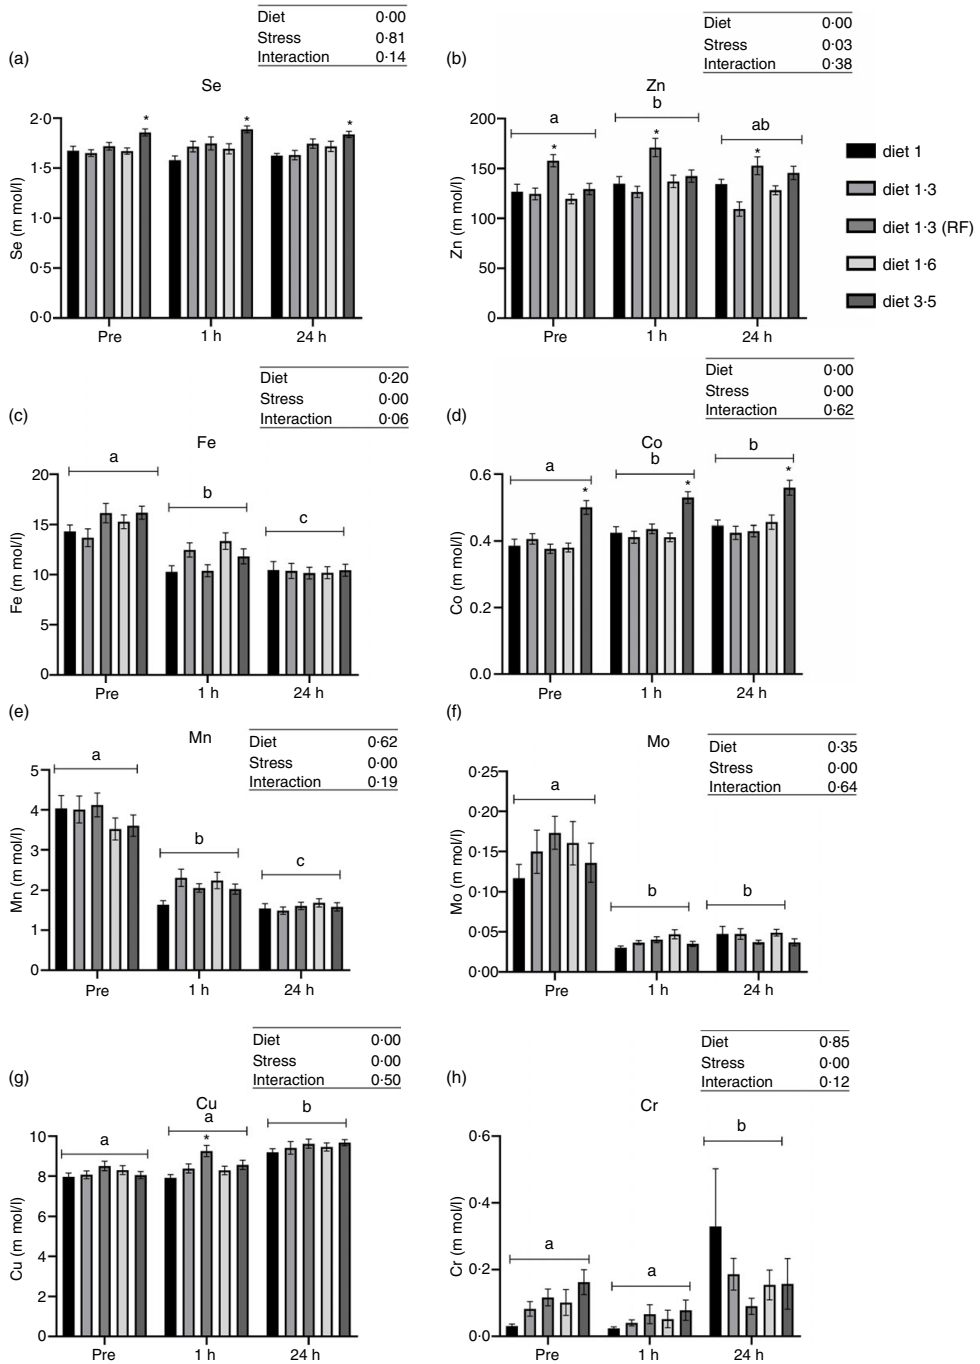 Diet 0·00
Stress 0·81
Interaction 0·14
(a)
Se
Se (m mol/l)
2·0
1·5
1·0
0·5
0·0
* * *
Pre 1 h 24 h
Diet 0·00
Stress 0·03
Interaction 0·38
(b)
Zn
Zn (m mol/l)
200
150
100
50
0
a b ab
* * *
Pre 1 h 24 h
diet 1
diet 1·3
diet 1·3 (RF)
diet 1·6
diet 3·5
Diet 0·20
Stress 0·00
Interaction 0·06
(c)
Fe
Fe (m mol/l)
20
15
10
5
0
a b c
Pre 1 h 24 h
Diet 0·00
Stress 0·00
Interaction 0·62
(d)
Co
Co (m mol/l)
0.6
0.4
0.2
0.0
a b b
* * *
Pre 1 h 24 h
(e)
Mn
Diet 0·62
Stress 0·00
Interaction 0·19
Mn (m mol/l)
5
4
3
2
1
0
a b c
Pre 1 h 24 h
(f)
Mo
Diet 0·35
Stress 0·00
Interaction 0·64
Mo (m mol/l)
0·25
0·20
0·15
0·10
0·05
0·00
a b b
Pre 1 h 24 h
Diet 0·00
Stress 0·00
Interaction 0·50
(g)
Cu
Cu (m mol/l)
10
8
6
4
2
0
a a b
*
Pre 1 h 24 h
Diet 0·85
Stress 0·00
Interaction 0·12
(h)
Cr
Cr (m mol/l)
0·6
0·4
0·2
0·0
a a b
Pre 1 h 24 h